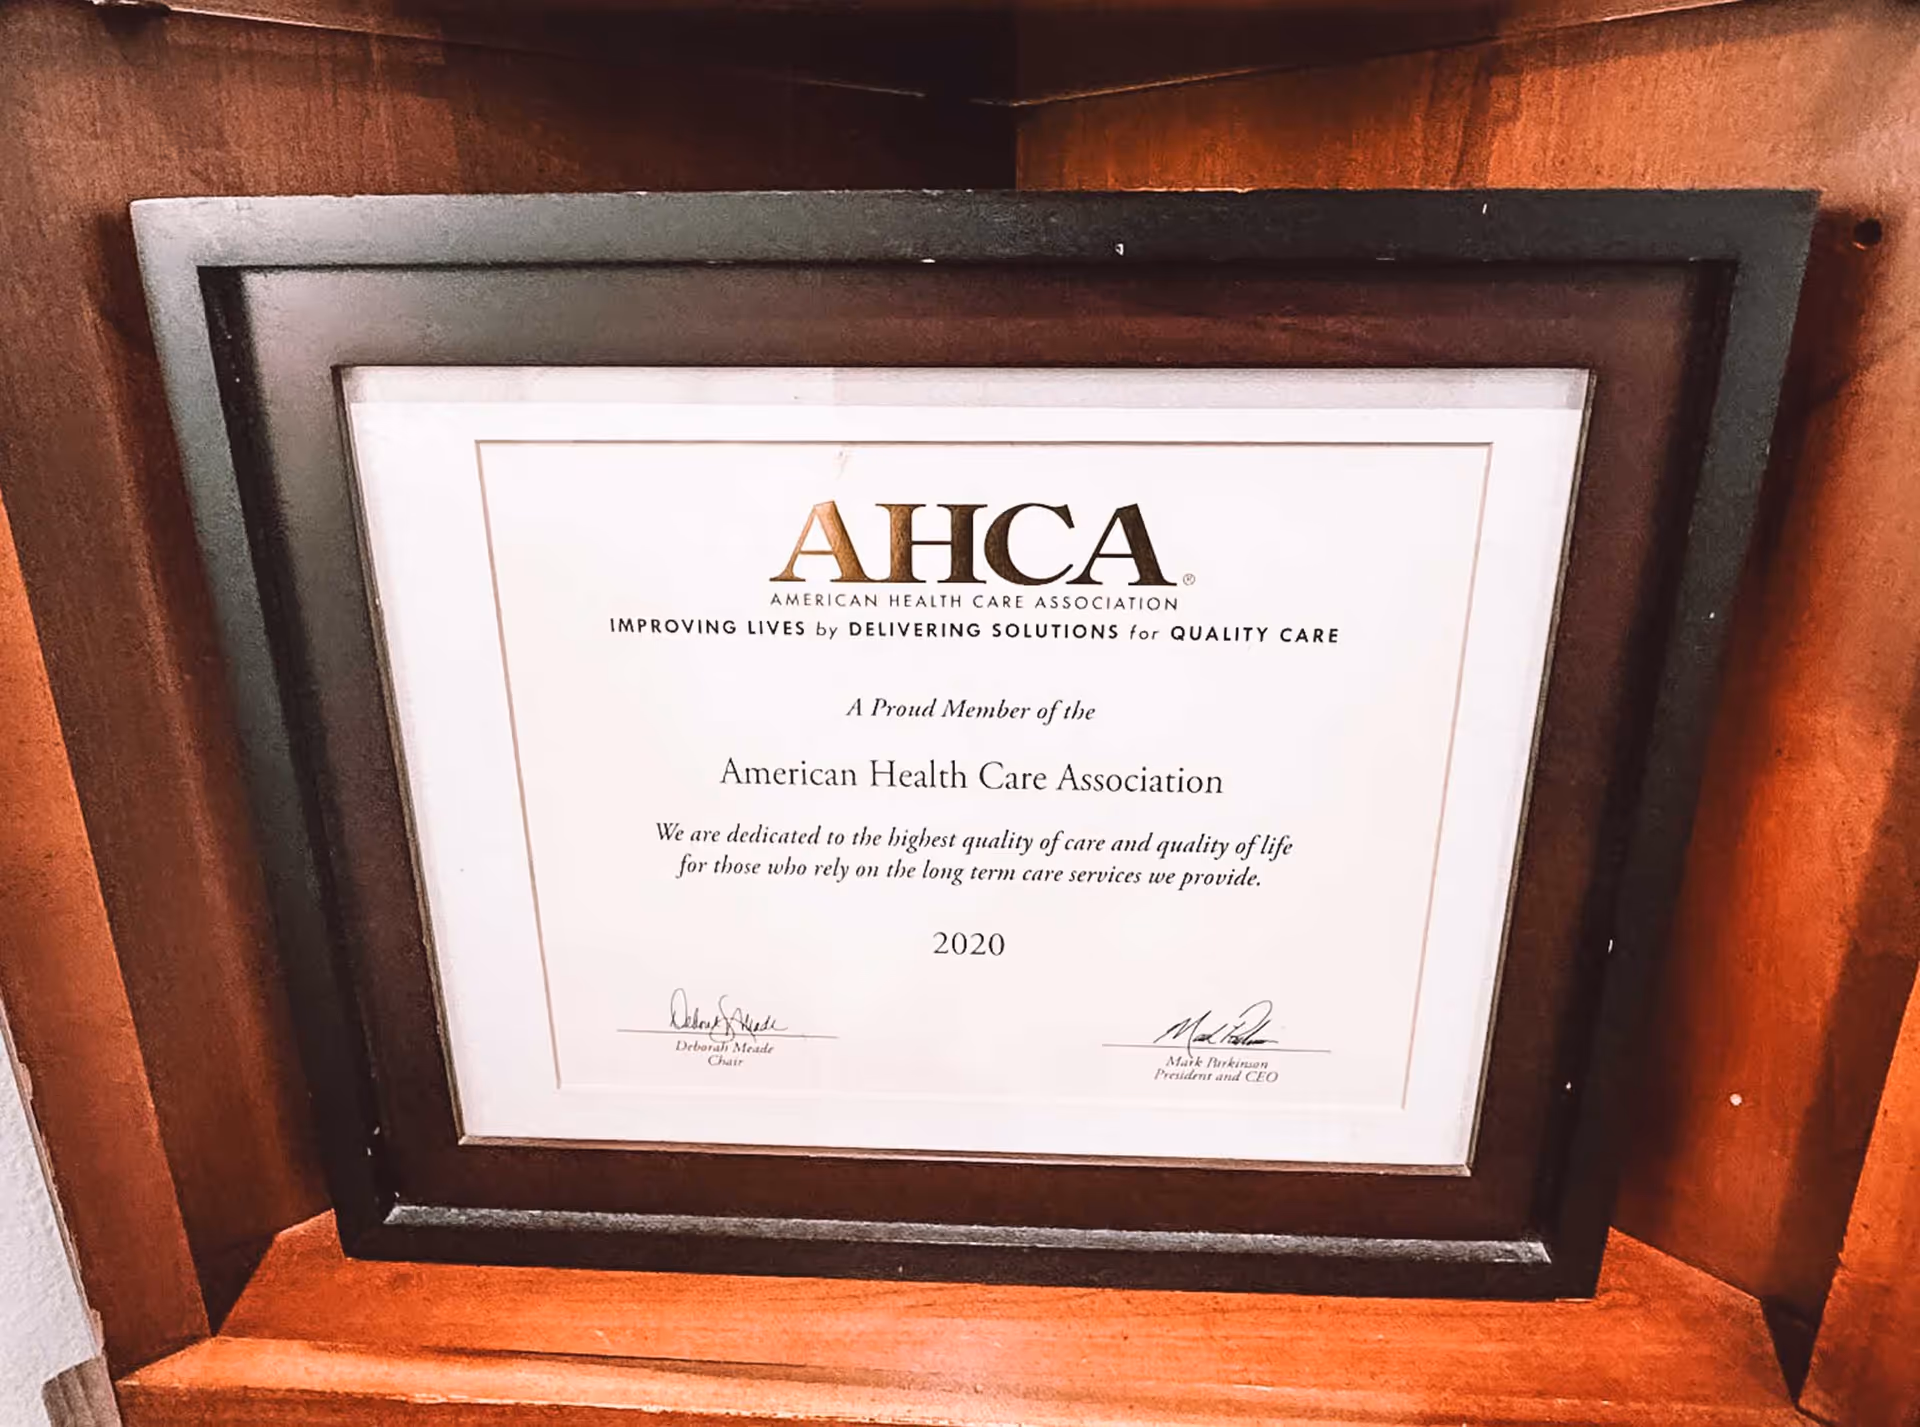 AHCA®
AMERICAN HEALTH CARE ASSOCIATION
IMPROVING LIVES by DELIVERING SOLUTIONS for QUALITY CARE
A Proud Member of the
American Health Care Association
We are dedicated to the highest quality of care and quality of life
for those who rely on the long term care services we provide.
2020
Deborah Meade
Chair
Mark Parkinson
President and CEO